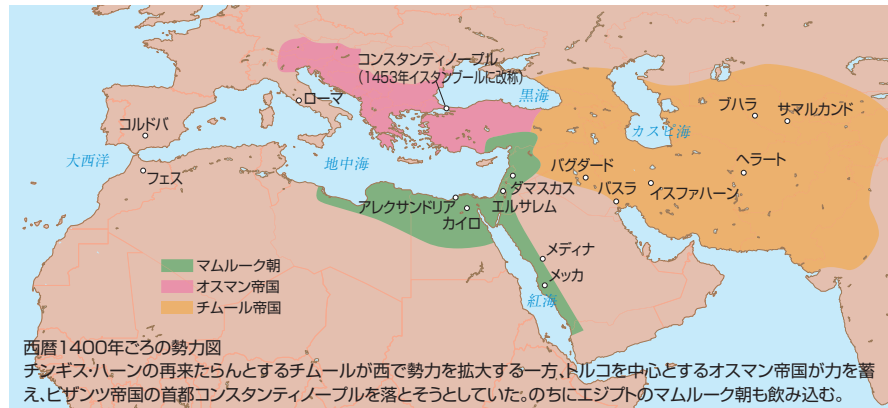 コンスタンティノープル
(1453年イスタンブールに改称)
黒海
ローマ
カスピ海
ブハラ
サマルカンド
コルドバ
大西洋
地中海
フェス
バグダード
ヘラート
ダマスカス
バスラ
イスファハーン
アレクサンドリア
エルサレム
カイロ
メディナ
メッカ
紅海
マムルーク朝
オスマン帝国
チムール帝国
西暦1400年ごろの勢力図
チンギス・ハーンの再来たらんとするチムールが西で勢力を拡大する一方、トルコを中心とするオスマン帝国が力を蓄
え、ビザンツ帝国の首都コンスタンティノープルを落とそうとしていた。のちにエジプトのマムルーク朝も飲み込む。